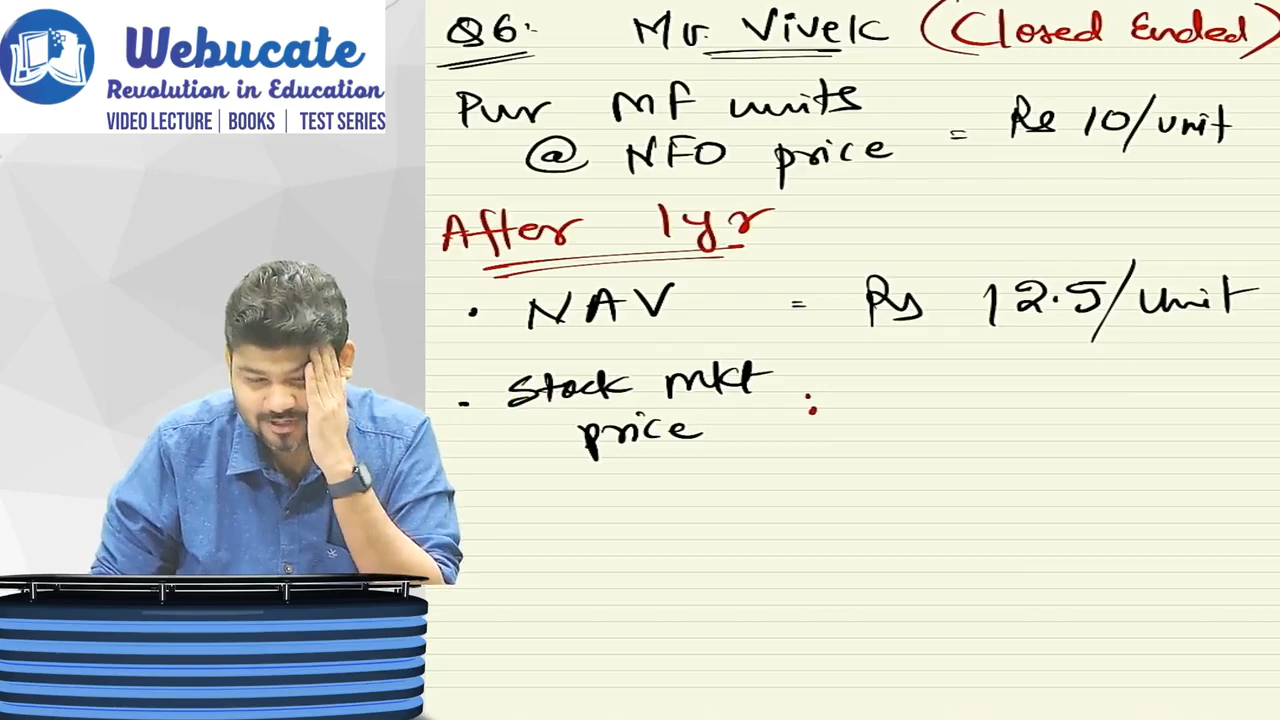 Webucate
Revolution in Education
VIDEO LECTURE | BOOKS | TEST SERIES
Q6: Mr. Vivek (Closed Ended)
Pur MF units
@ NFO price = Rs 10/unit
After 1yr
• NAV = Rs 12.5/unit
• Stock mkt
price :